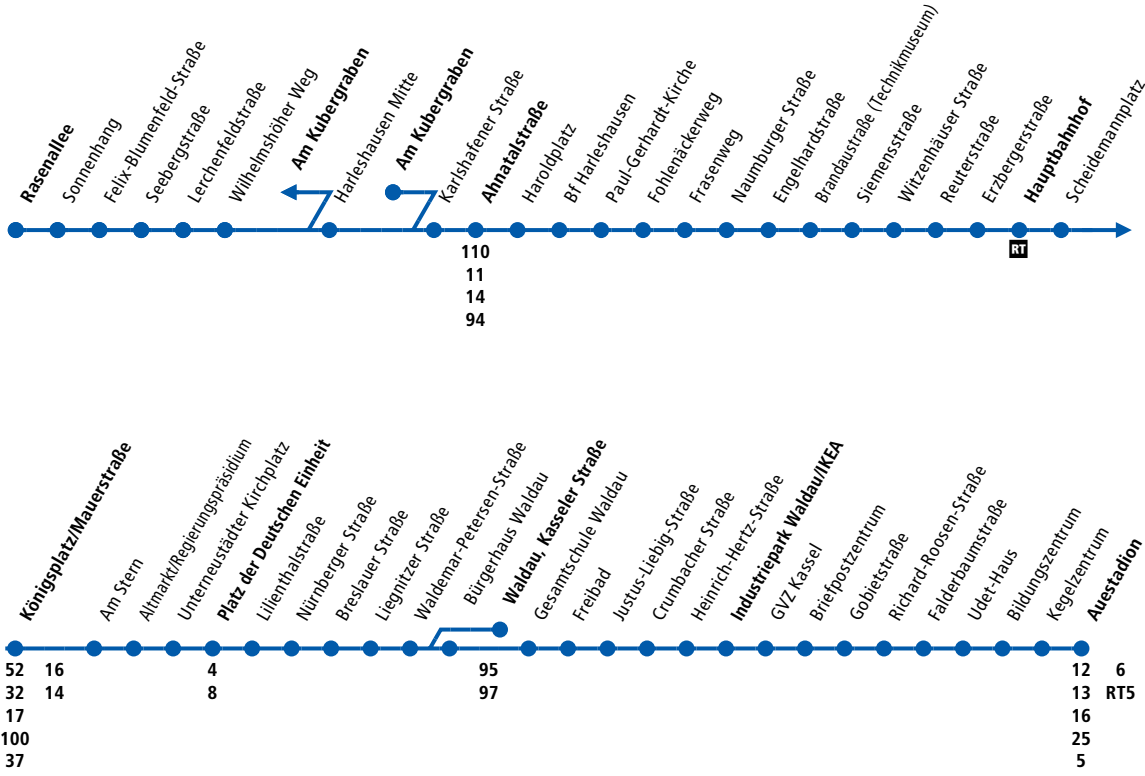 Rasenallee
Sonnenhang
Felix-Blumenfeld-Straße
Seebergstraße
Lerchenfeldstraße
Wilhelmshöher Weg
Am Kubergraben
Harleshausen Mitte
Am Kubergraben
Karlshafener Straße
Ahnatalstraße
Haroldplatz
Bf Harleshausen
Paul-Gerhardt-Kirche
Fohlenäckerweg
Frasenweg
Naumburger Straße
Engelhardstraße
Brandaustraße (Technikmuseum)
Siemensstraße
Witzenhäuser Straße
Reuterstraße
Erzbergerstraße
Hauptbahnhof
Scheidemannplatz
RT
110
11
14
94
Königsplatz/Mauerstraße
Am Stern
Altmarkt/Regierungspräsidium
Unterneustädter Kirchplatz
Platz der Deutschen Einheit
Lilienthalstraße
Nürnberger Straße
Breslauer Straße
Liegnitzer Straße
Waldemar-Petersen-Straße
Bürgerhaus Waldau
Waldau, Kasseler Straße
Gesamtschule Waldau
Freibad
Justus-Liebig-Straße
Crumbacher Straße
Heinrich-Hertz-Straße
Industriepark Waldau/IKEA
GVZ Kassel
Briefpostzentrum
Gobietstraße
Richard-Roosen-Straße
Falderbaumstraße
Udet-Haus
Bildungszentrum
Kegelzentrum
Auestadion
52 16 4 95 12 6
32 14 8 97 13 RT5
17 16
100 25
37 5